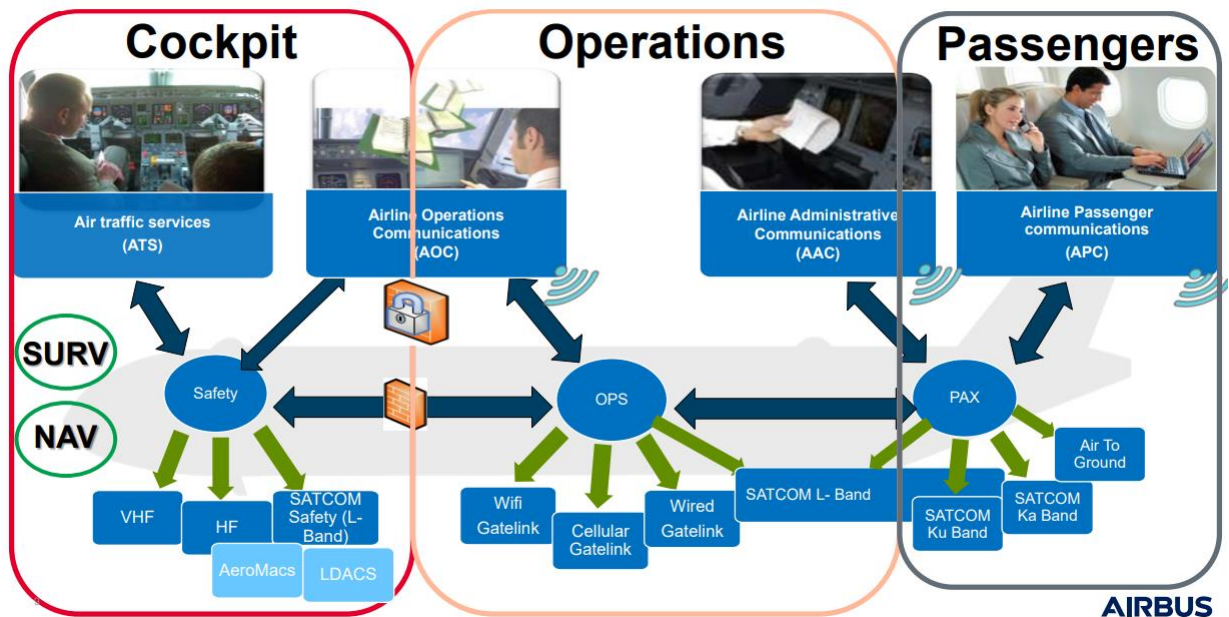 Cockpit
Operations
Passengers
Air traffic services
(ATS)
Airline Operations
Communications
(AOC)
Airline Administrative
Communications
(AAC)
Airline Passenger
communications
(APC)
SURV
NAV
Safety
OPS
PAX
VHF
HF
SATCOM
Safety (L-
Band)
AeroMacs
LDACS
Wifi
Gatelink
Cellular
Gatelink
Wired
Gatelink
SATCOM L- Band
SATCOM
Ku Band
SATCOM
Ka Band
Air To
Ground
AIRBUS